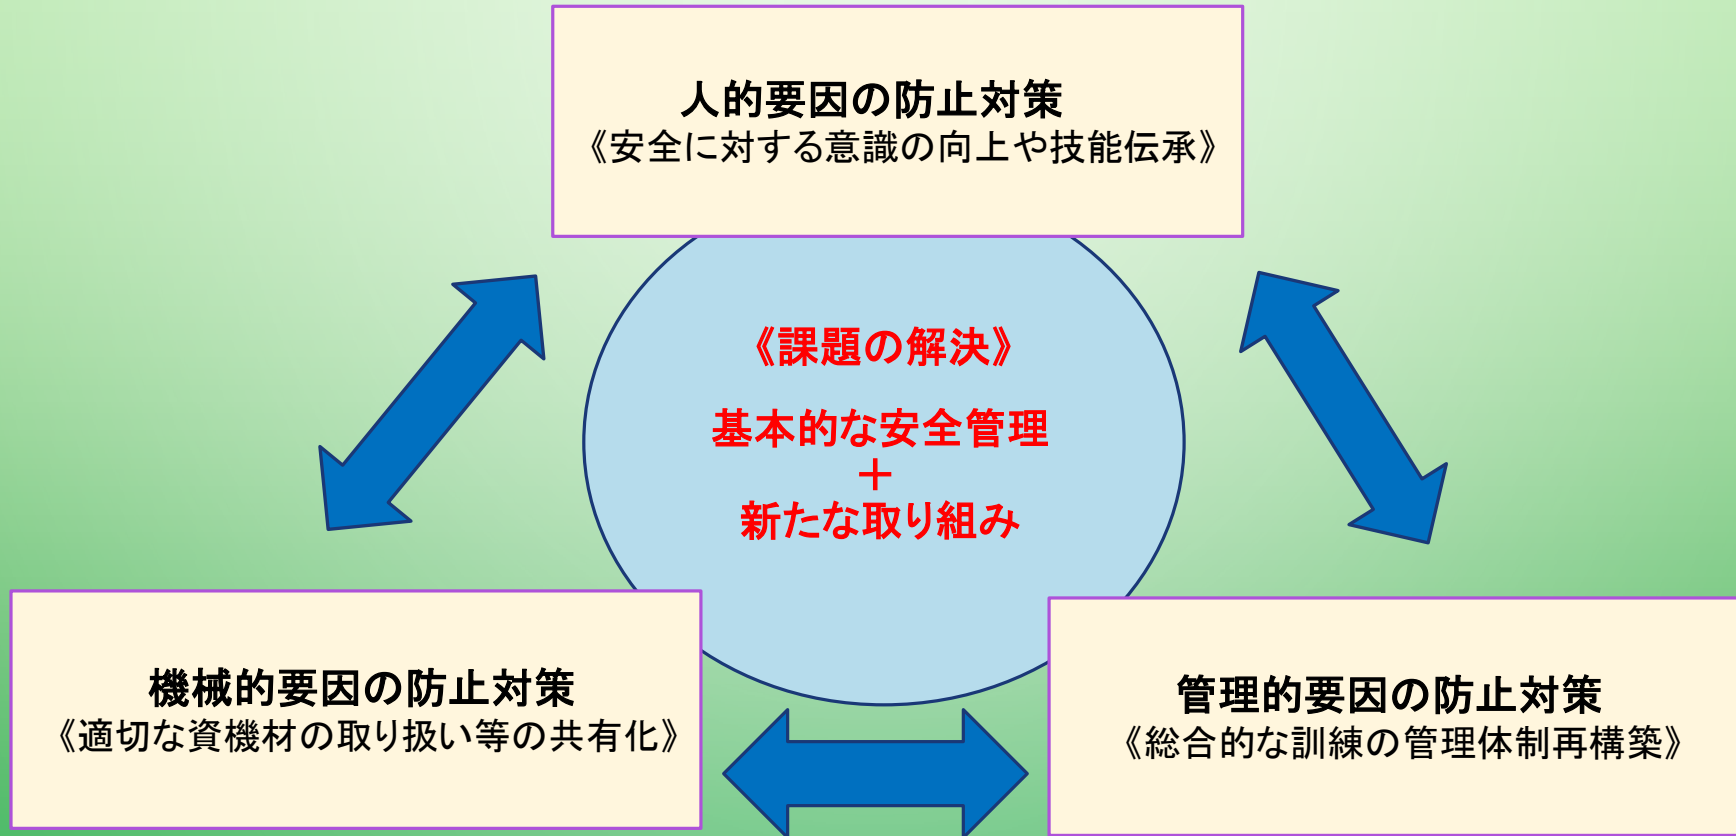 人的要因の防止対策
《安全に対する意識の向上や技能伝承》
《課題の解決》
基本的な安全管理
＋
新たな取り組み
機械的要因の防止対策
《適切な資機材の取り扱い等の共有化》
管理的要因の防止対策
《総合的な訓練の管理体制再構築》